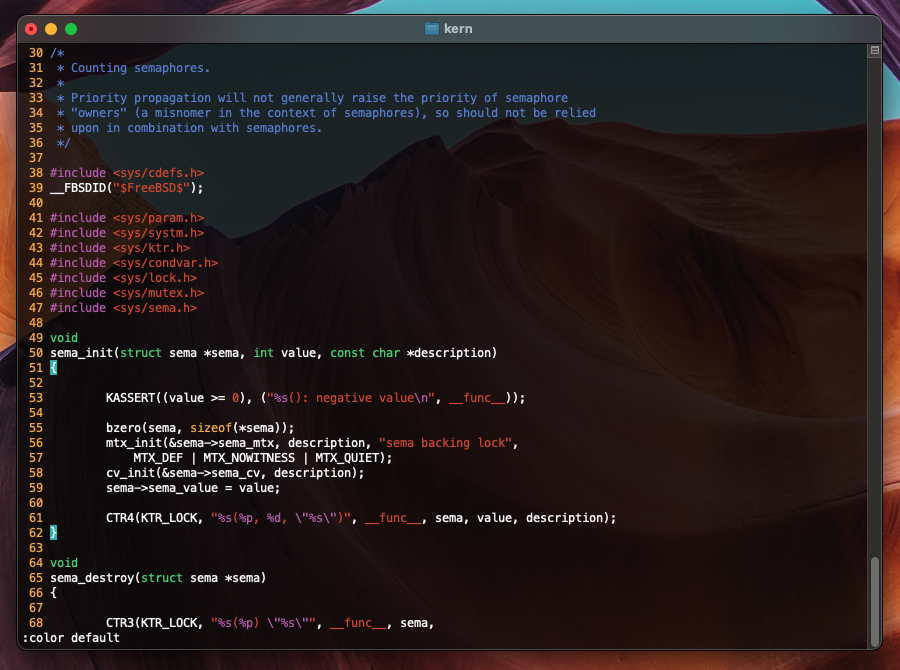 kern
30 /*
31  * Counting semaphores.
32  *
33  * Priority propagation will not generally raise the priority of semaphore
34  * "owners" (a misnomer in the context of semaphores), so should not be relied
35  * upon in combination with semaphores.
36  */
37
38 #include <sys/cdefs.h>
39 __FBSDID("$FreeBSD$");
40
41 #include <sys/param.h>
42 #include <sys/systm.h>
43 #include <sys/ktr.h>
44 #include <sys/condvar.h>
45 #include <sys/lock.h>
46 #include <sys/mutex.h>
47 #include <sys/sema.h>
48
49 void
50 sema_init(struct sema *sema, int value, const char *description)
51 {
52
53         KASSERT((value >= 0), ("%s(): negative value\n", __func__));
54
55         bzero(sema, sizeof(*sema));
56         mtx_init(&sema->sema_mtx, description, "sema backing lock",
57             MTX_DEF | MTX_NOWITNESS | MTX_QUIET);
58         cv_init(&sema->sema_cv, description);
59         sema->sema_value = value;
60
61         CTR4(KTR_LOCK, "%s(%p, %d, \"%s\")", __func__, sema, value, description);
62 }
63
64 void
65 sema_destroy(struct sema *sema)
66 {
67
68         CTR3(KTR_LOCK, "%s(%p) \"%s\"", __func__, sema,
:color default